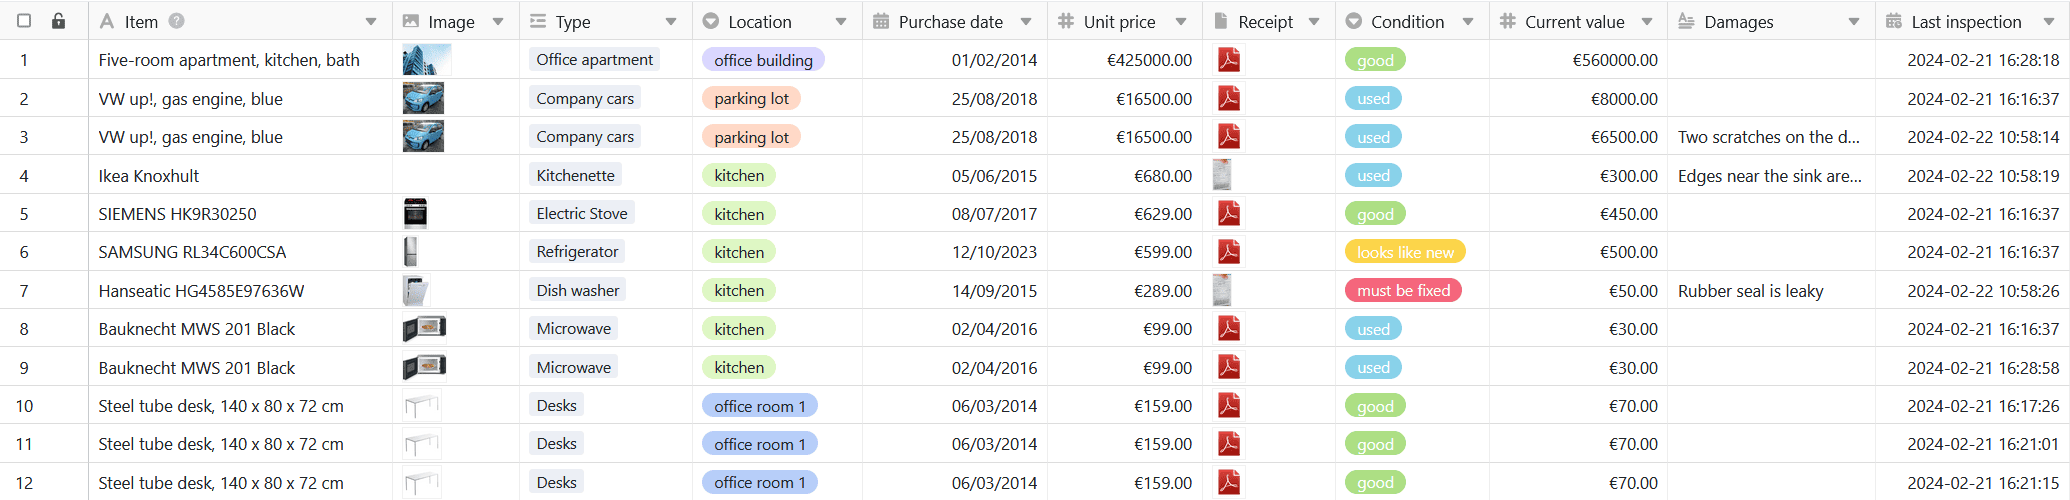 Item Image Type Location Purchase date Unit price Receipt Condition Current value Damages Last inspection
1 Five-room apartment, kitchen, bath Office apartment office building 01/02/2014 €425000.00 good €560000.00 2024-02-21 16:28:18
2 VW up!, gas engine, blue Company cars parking lot 25/08/2018 €16500.00 used €8000.00 2024-02-21 16:16:37
3 VW up!, gas engine, blue Company cars parking lot 25/08/2018 €16500.00 used €6500.00 Two scratches on the d... 2024-02-22 10:58:14
4 Ikea Knoxhult Kitchenette kitchen 05/06/2015 €680.00 used €300.00 Edges near the sink are... 2024-02-22 10:58:19
5 SIEMENS HK9R30250 Electric Stove kitchen 08/07/2017 €629.00 good €450.00 2024-02-21 16:16:37
6 SAMSUNG RL34C600CSA Refrigerator kitchen 12/10/2023 €599.00 looks like new €500.00 2024-02-21 16:16:37
7 Hanseatic HG4585E97636W Dish washer kitchen 14/09/2015 €289.00 must be fixed €50.00 Rubber seal is leaky 2024-02-22 10:58:26
8 Bauknecht MWS 201 Black Microwave kitchen 02/04/2016 €99.00 used €30.00 2024-02-21 16:16:37
9 Bauknecht MWS 201 Black Microwave kitchen 02/04/2016 €99.00 used €30.00 2024-02-21 16:28:58
10 Steel tube desk, 140 x 80 x 72 cm Desks office room 1 06/03/2014 €159.00 good €70.00 2024-02-21 16:17:26
11 Steel tube desk, 140 x 80 x 72 cm Desks office room 1 06/03/2014 €159.00 good €70.00 2024-02-21 16:21:01
12 Steel tube desk, 140 x 80 x 72 cm Desks office room 1 06/03/2014 €159.00 good €70.00 2024-02-21 16:21:15